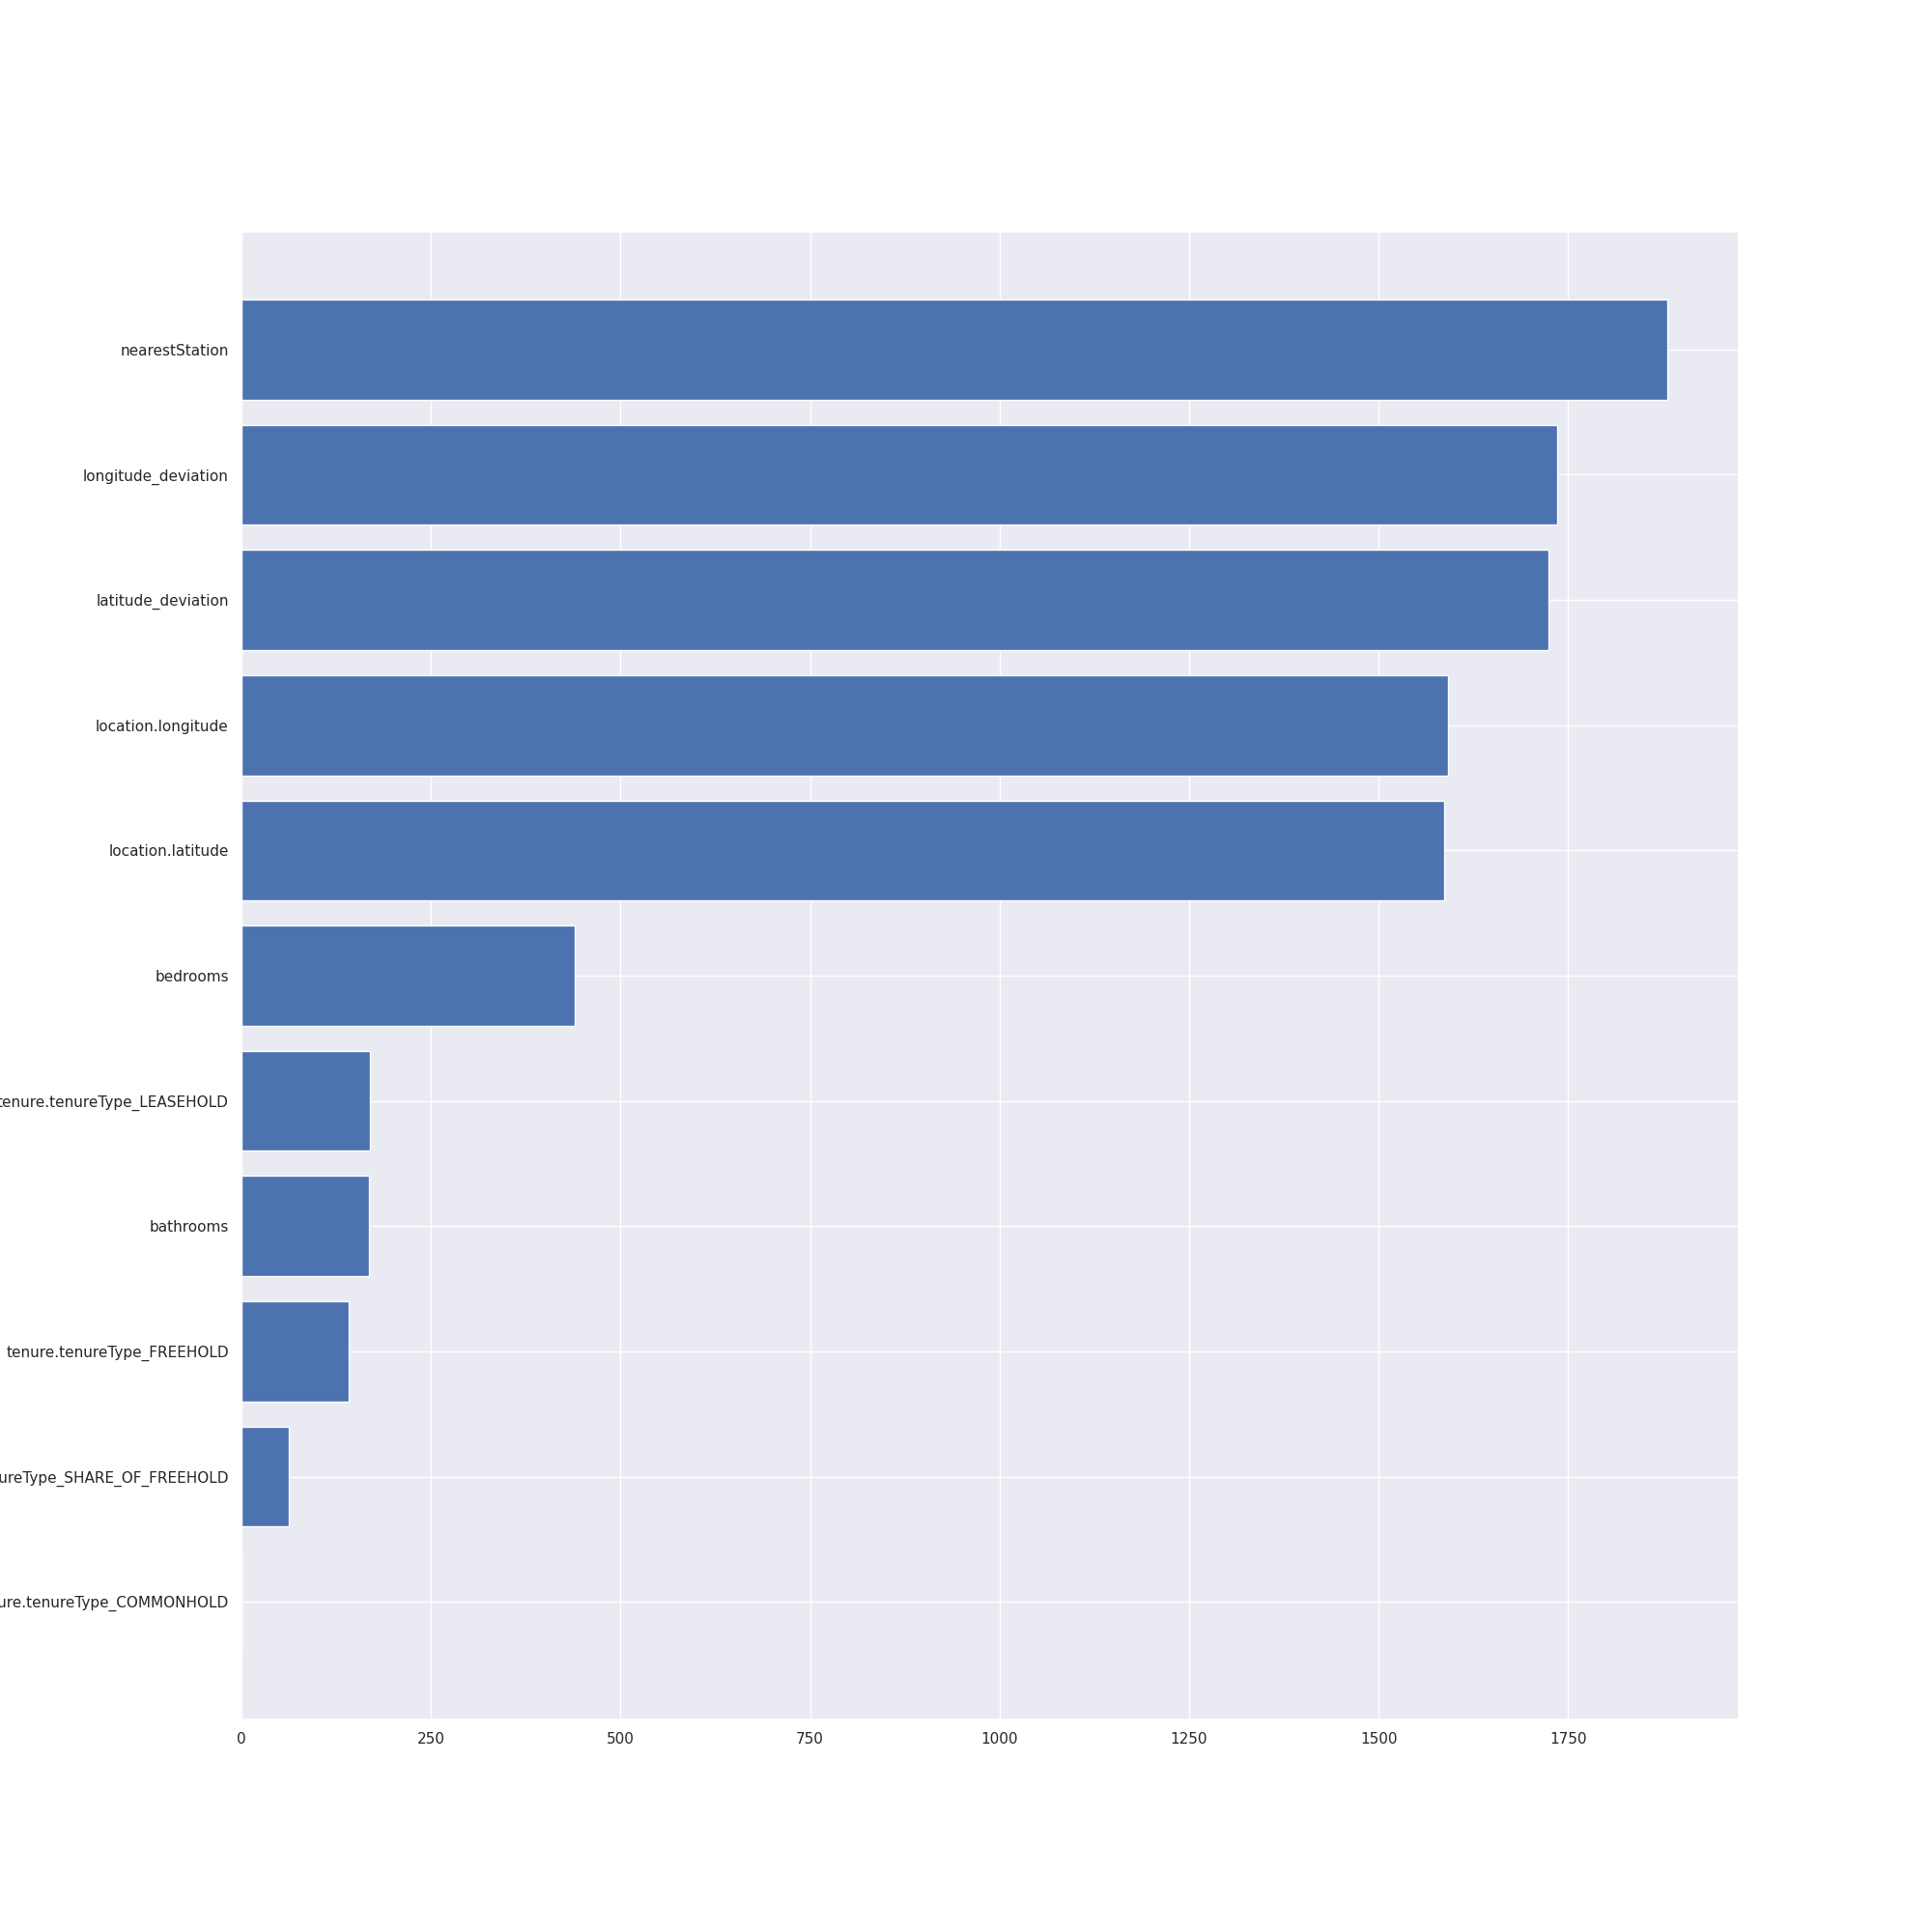 nearestStation
longitude_deviation
latitude_deviation
location.longitude
location.latitude
bedrooms
tenure.tenureType_LEASEHOLD
bathrooms
tenure.tenureType_FREEHOLD
ureType_SHARE_OF_FREEHOLD
ure.tenureType_COMMONHOLD
0 250 500 750 1000 1250 1500 1750